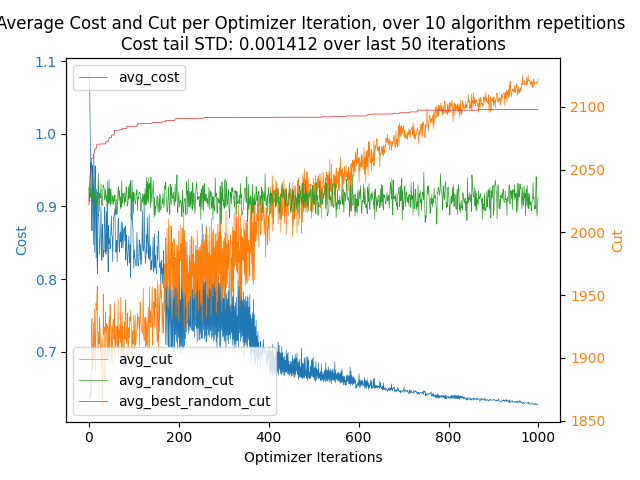 Average Cost and Cut per Optimizer Iteration, over 10 algorithm repetitions
Cost tail STD: 0.001412 over last 50 iterations
1.1
1.0
0.9
0.8
0.7
Cost
avg_cost
avg_cut
avg_random_cut
avg_best_random_cut
2100
2050
2000
1950
1900
1850
Cut
0 200 400 600 800 1000
Optimizer Iterations